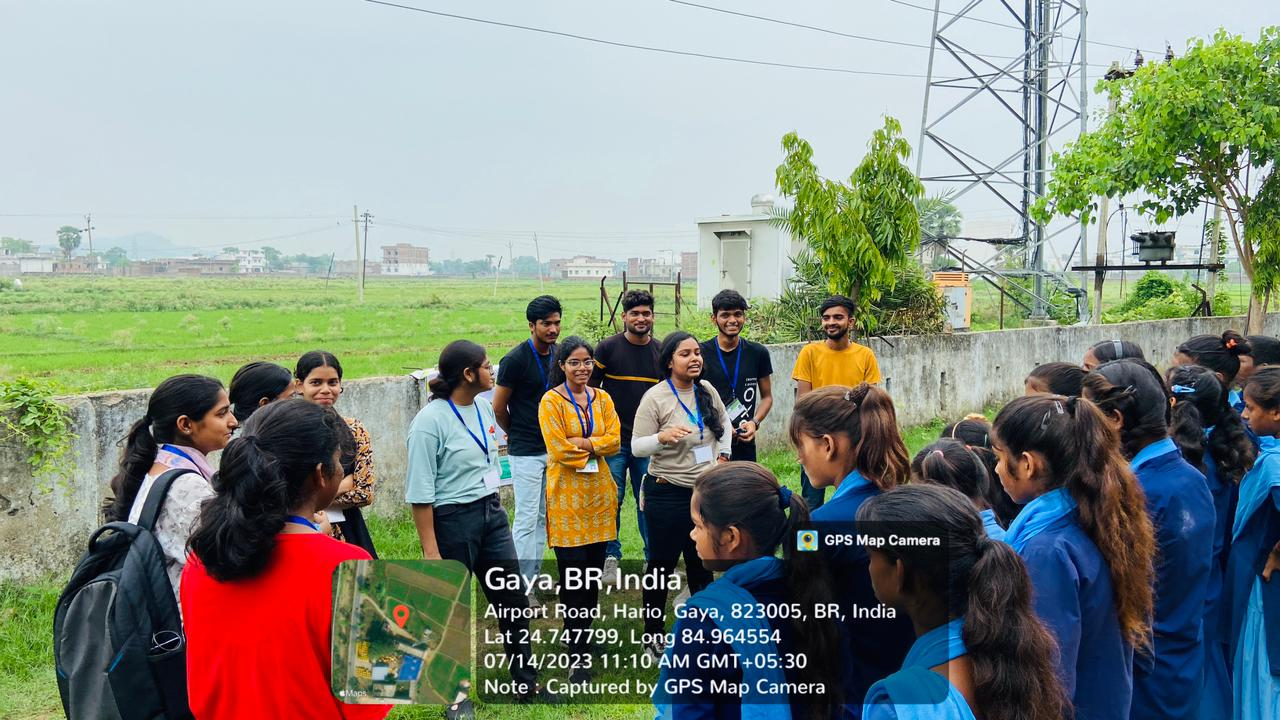 GPS Map Camera
Gaya,BR,India
Airport Road, Hario, Gaya, 823005, BR, India
Lat 24.747799, Long 84.964554
07/14/2023 11:10 AM GMT+05:30
Note : Captured by GPS Map Camera
Maps